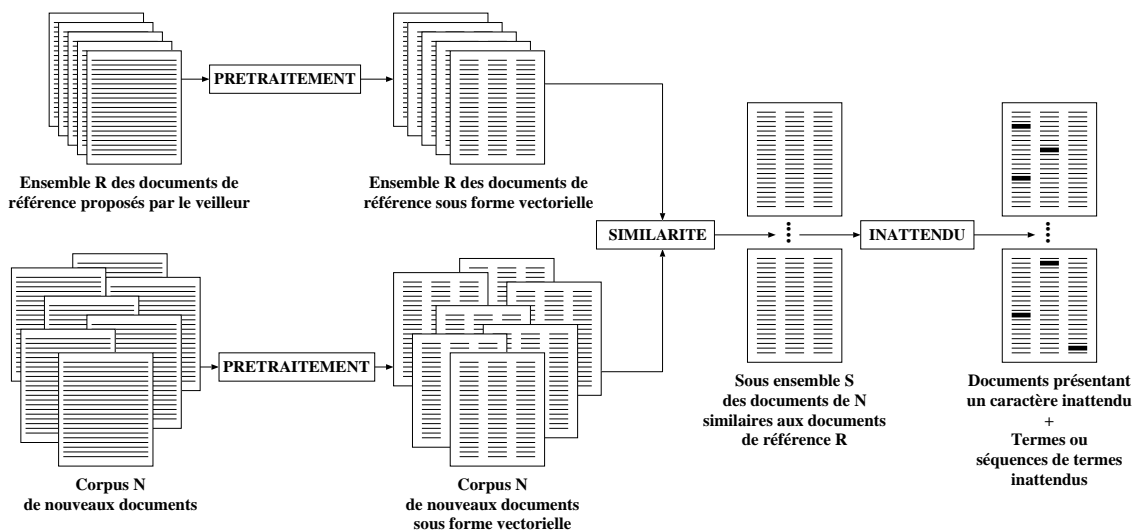 PRETRAITEMENT
Ensemble R des documents de
référence proposés par le veilleur
Ensemble R des documents de
référence sous forme vectorielle
SIMILARITE
INATTENDU
PRETRAITEMENT
Corpus N
de nouveaux documents
Corpus N
de nouveaux documents
sous forme vectorielle
Sous ensemble S
des documents de N
similaires aux documents
de référence R
Documents présentant
un caractère inattendu
+
Termes ou
séquences de termes
inattendus